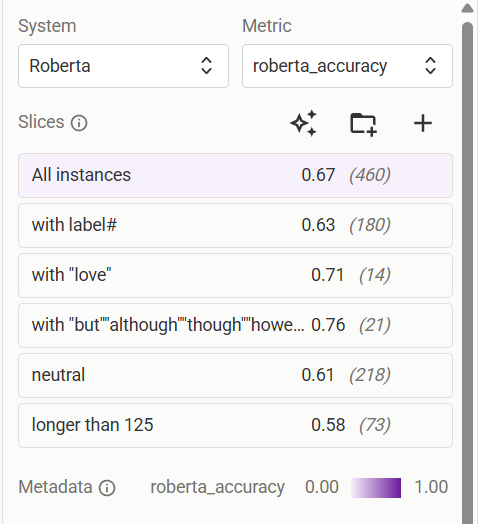 System Metric
Roberta roberta_accuracy
Slices
All instances 0.67 (460)
with label# 0.63 (180)
with "love" 0.71 (14)
with "but""although""though""howe... 0.76 (21)
neutral 0.61 (218)
longer than 125 0.58 (73)
Metadata roberta_accuracy 0.00 1.00